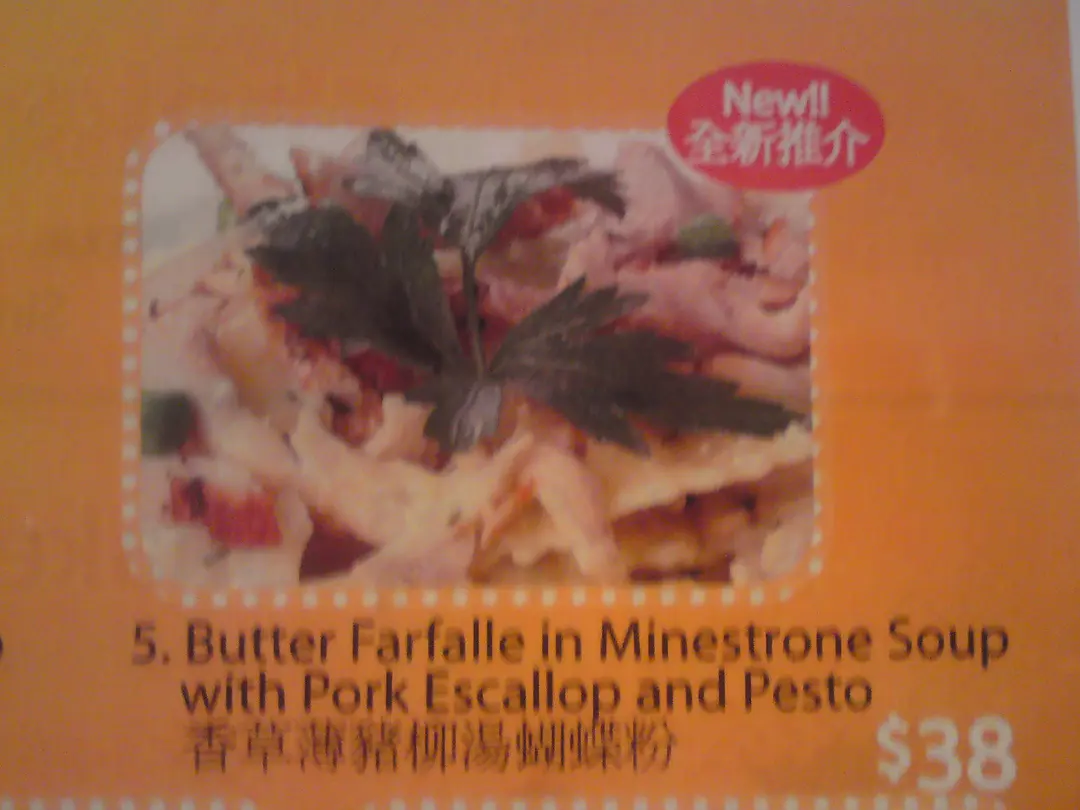 New!!
全新推介
5. Butter Farfalle in Minestrone Soup
with Pork Escallop and Pesto
香草薄豬柳湯蝴蝶粉
$38